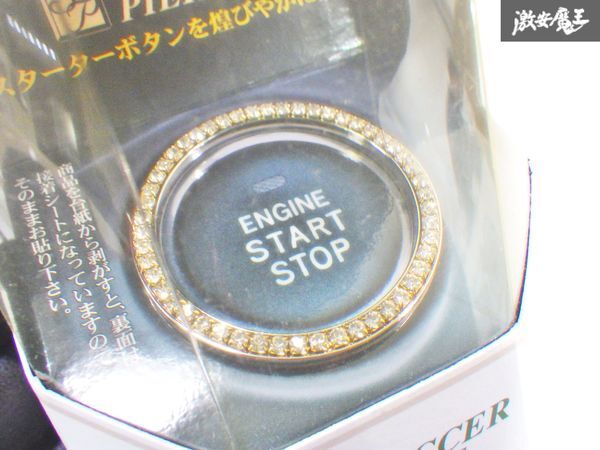 激安魔王
スターターボタンを煌びやかに
ENGINE
START
STOP
商品を台紙から剥がすと、裏面は
接着シートになっていますので
そのままお貼り下さい。